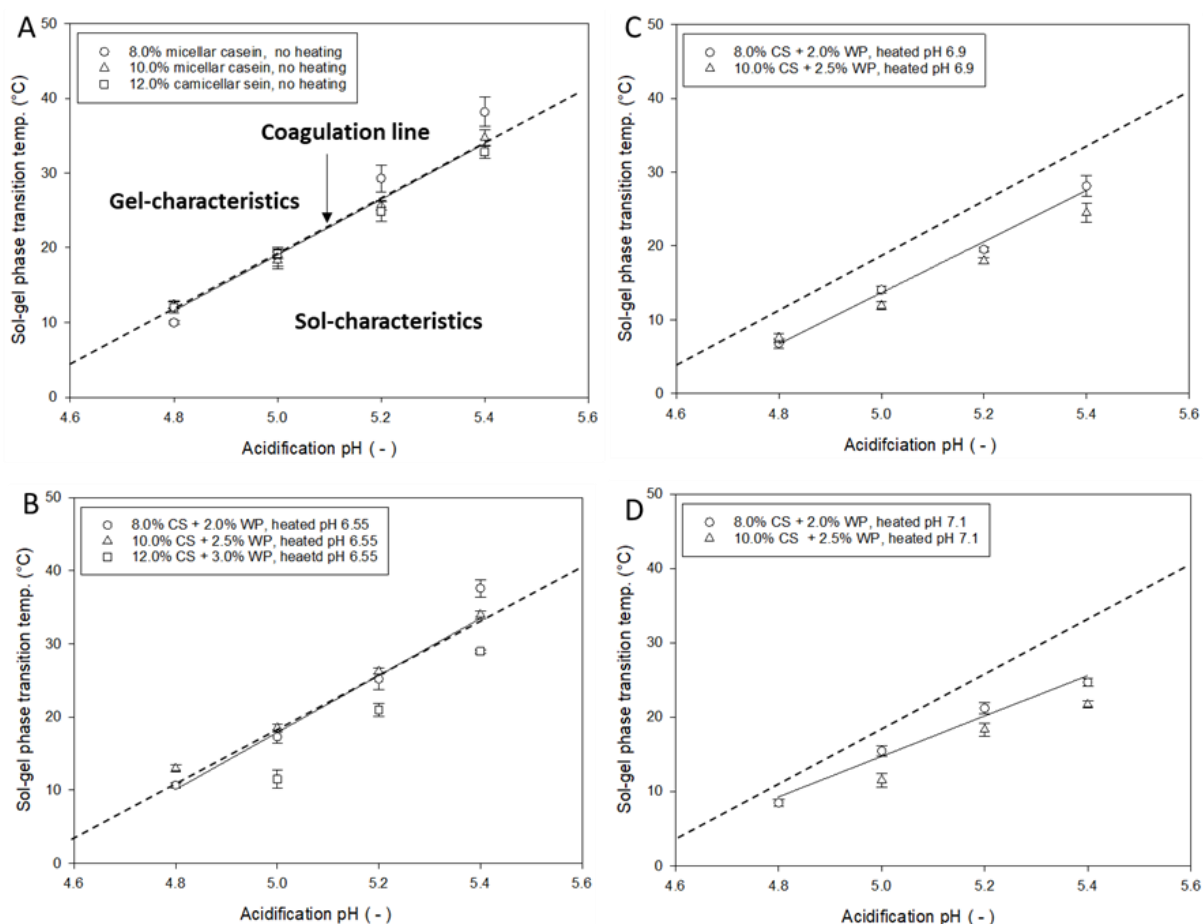 A
50
40
30
20
10
0
Sol-gel phase transition temp. (°C)
8.0% micellar casein, no heating
10.0% micellar casein, no heating
12.0% camicellar sein, no heating
Coagulation line
Gel-characteristics
Sol-characteristics
4.6 4.8 5.0 5.2 5.4 5.6
Acidification pH ( - )
C
50
40
30
20
10
0
Sol-gel phase transition temp. (°C)
8.0% CS + 2.0% WP, heated pH 6.9
10.0% CS + 2.5% WP, heated pH 6.9
4.6 4.8 5.0 5.2 5.4 5.6
Acidifciation pH ( - )
B
50
40
30
20
10
0
Sol-gel phase transition temp. (°C)
8.0% CS + 2.0% WP, heated pH 6.55
10.0% CS + 2.5% WP, heated pH 6.55
12.0% CS + 3.0% WP, heaetd pH 6.55
4.6 4.8 5.0 5.2 5.4 5.6
Acidification pH ( - )
D
50
40
30
20
10
0
Sol-gel phase transition temp. (°C)
8.0% CS + 2.0% WP, heated pH 7.1
10.0% CS + 2.5% WP, heated pH 7.1
4.6 4.8 5.0 5.2 5.4 5.6
Acidification pH ( - )